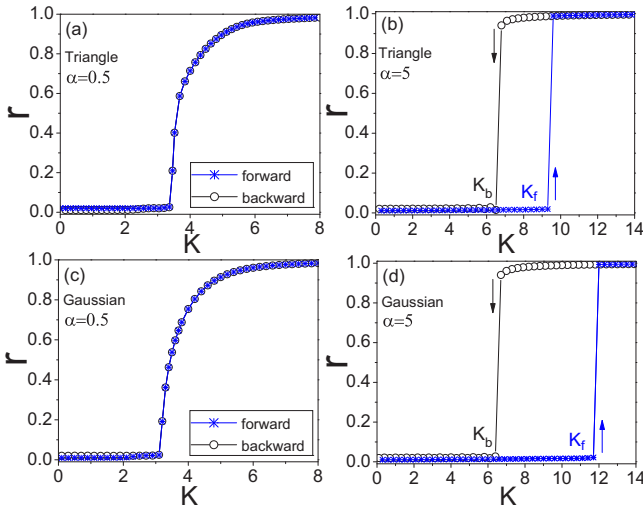 (a)
Triangle
α=0.5
r
1.0
0.8
0.6
0.4
0.2
0.0
0 2 4 6 8
K
forward
backward
(b)
Triangle
α=5
r
1.0
0.8
0.6
0.4
0.2
0.0
K_b
K_f
0 2 4 6 8 10 12 14
K
(c)
Gaussian
α=0.5
r
1.0
0.8
0.6
0.4
0.2
0.0
0 2 4 6 8
K
forward
backward
(d)
Gaussian
α=5
r
1.0
0.8
0.6
0.4
0.2
0.0
K_b
K_f
0 2 4 6 8 10 12 14
K